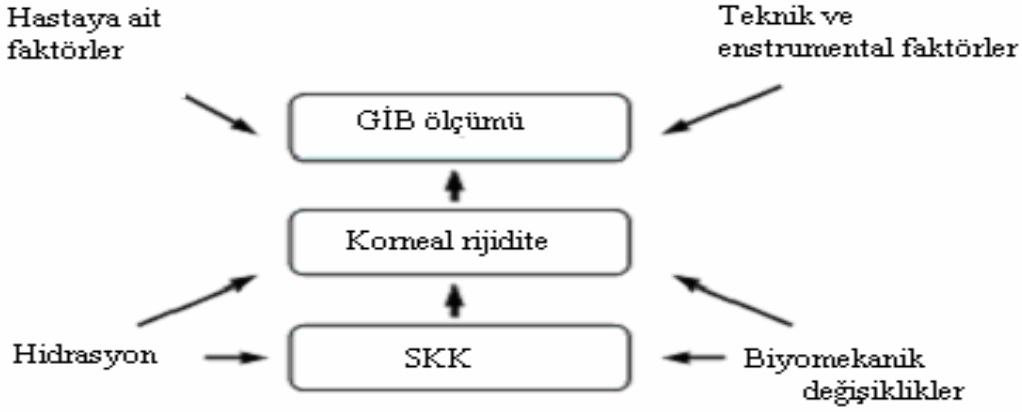 Hastaya ait
faktörler
Teknik ve
enstrumental faktörler
GİB ölçümü
Korneal rijidite
Hidrasyon
SKK
Biyomekanik
değişiklikler